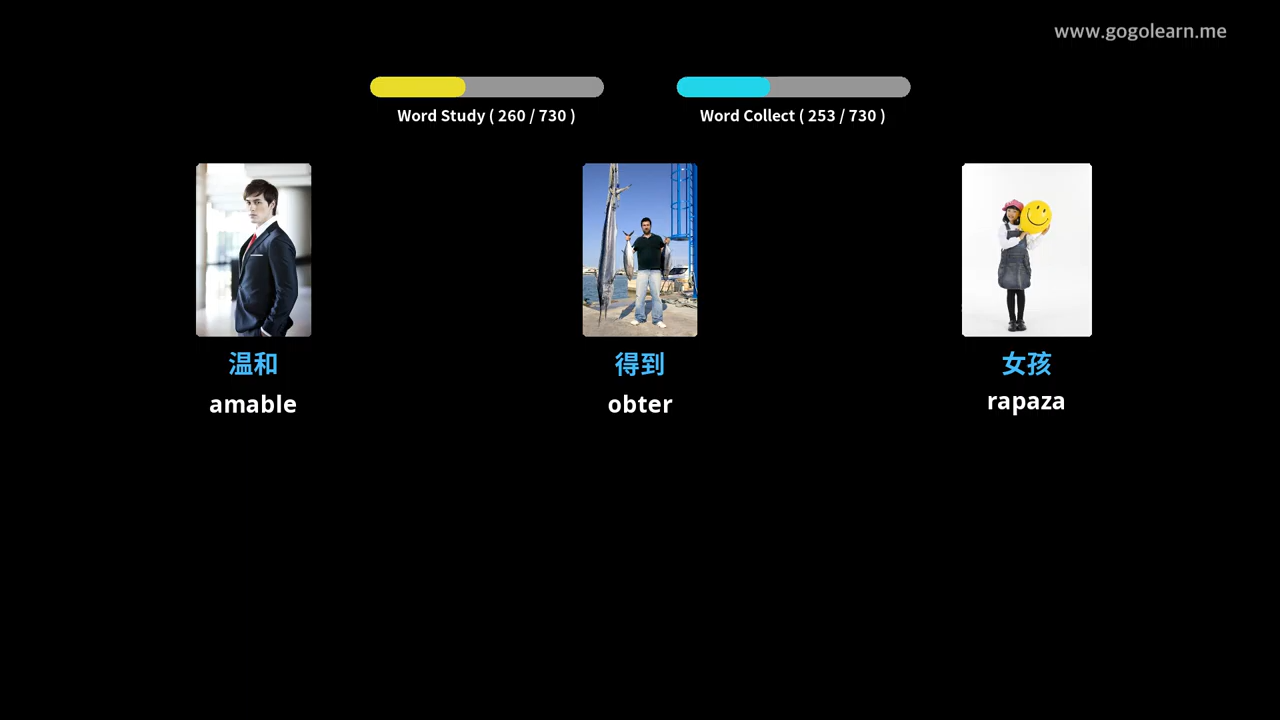 www.gogolearn.me
Word Study ( 260 / 730 )
Word Collect ( 253 / 730 )
温和
得到
女孩
amable
obter
rapaza